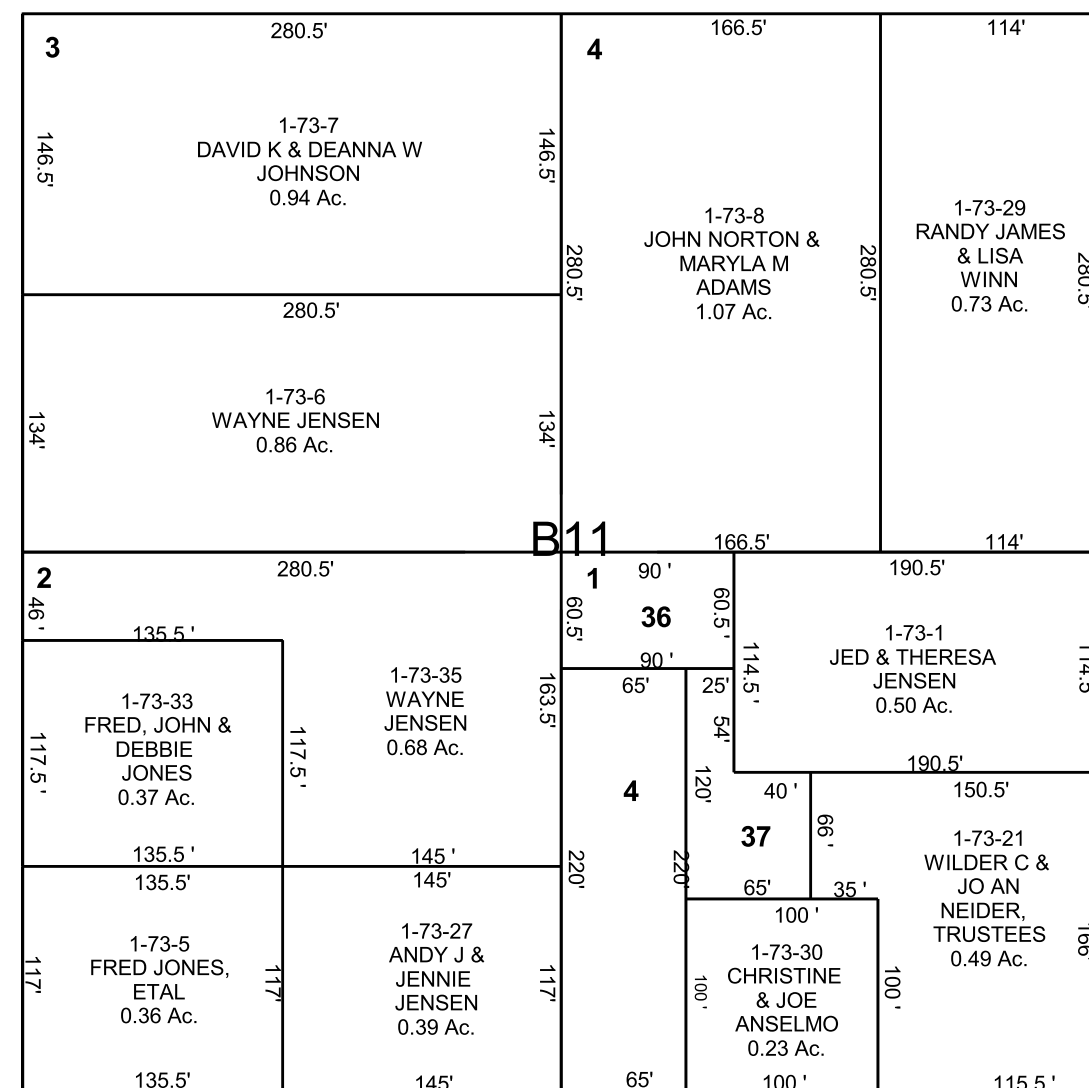 280.5'
3
146.5'
1-73-7
DAVID K & DEANNA W
JOHNSON
0.94 Ac.
146.5'
166.5'
4
280.5'
1-73-8
JOHN NORTON &
MARYLA M
ADAMS
1.07 Ac.
280.5'
114'
1-73-29
RANDY JAMES
& LISA
WINN
0.73 Ac.
280.5'
280.5'
134'
1-73-6
WAYNE JENSEN
0.86 Ac.
134'
B11
166.5'
114'
2
280.5'
46 '
135.5 '
1-73-35
WAYNE
JENSEN
0.68 Ac.
163.5'
117.5 '
1-73-33
FRED, JOHN &
DEBBIE
JONES
0.37 Ac.
117.5 '
135.5 '
145 '
1
90 '
60.5'
36
60.5 '
90 '
190.5'
114.5 '
1-73-1
JED & THERESA
JENSEN
0.50 Ac.
114.5
190.5'
65'
25'
54'
4
120'
220'
220'
40 '
37
66 '
65'
35 '
150.5'
1-73-21
WILDER C &
JO AN
NEIDER,
TRUSTEES
0.49 Ac.
166'
135.5'
117'
1-73-5
FRED JONES,
ETAL
0.36 Ac.
117'
135.5'
145'
1-73-27
ANDY J &
JENNIE
JENSEN
0.39 Ac.
117'
145'
65'
100 '
100 '
1-73-30
CHRISTINE
& JOE
ANSELMO
0.23 Ac.
100 '
100 '
115.5 '